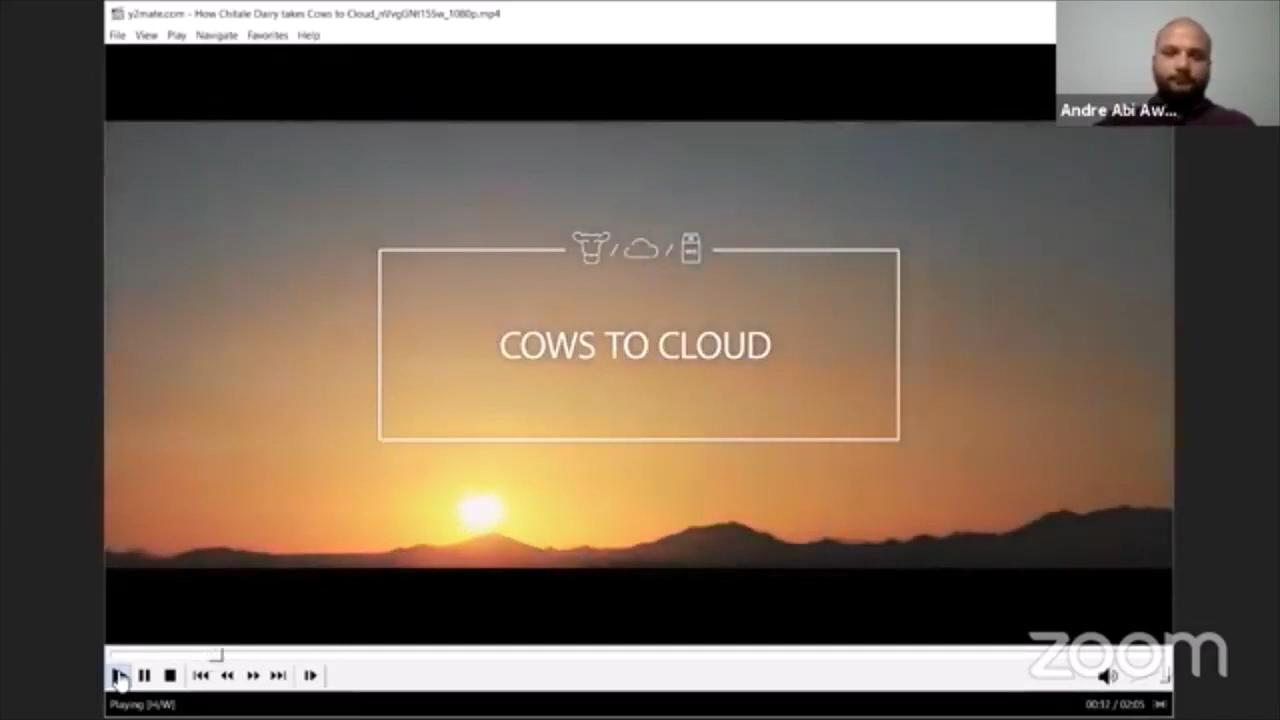 y2mate.com - How Chitale Dairy takes Cows to Cloud_nVvgGNt155w_1080p.mp4
File View Play Navigate Favorites Help
Andre Abi Aw...
COWS TO CLOUD
zoom
Playing [H/W]
00:12 / 02:05